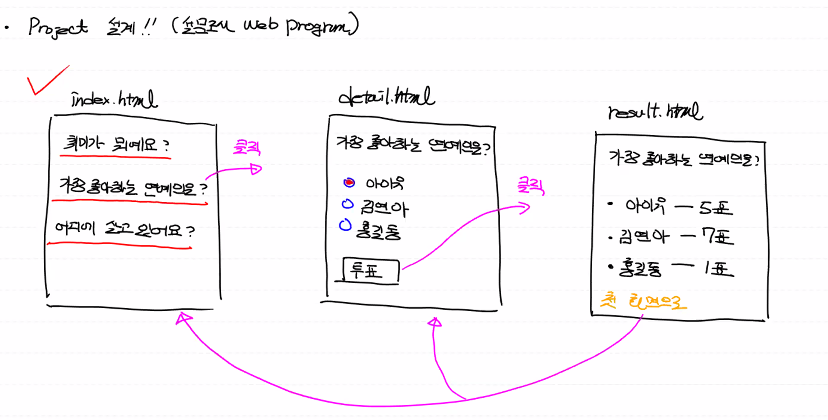 · Project 설계!! (설문조사 Web program)
index.html
취미가 뭐예요?
가장 좋아하는 연예인은?
어디에 살고 있어요?
클릭
detail.html
가장 좋아하는 연예인은?
아이유
김연아
홍길동
투표
클릭
result.html
가장 좋아하는 연예인은?
· 아이유 - 5표
· 김연아 - 7표
· 홍길동 - 1표
첫 화면으로